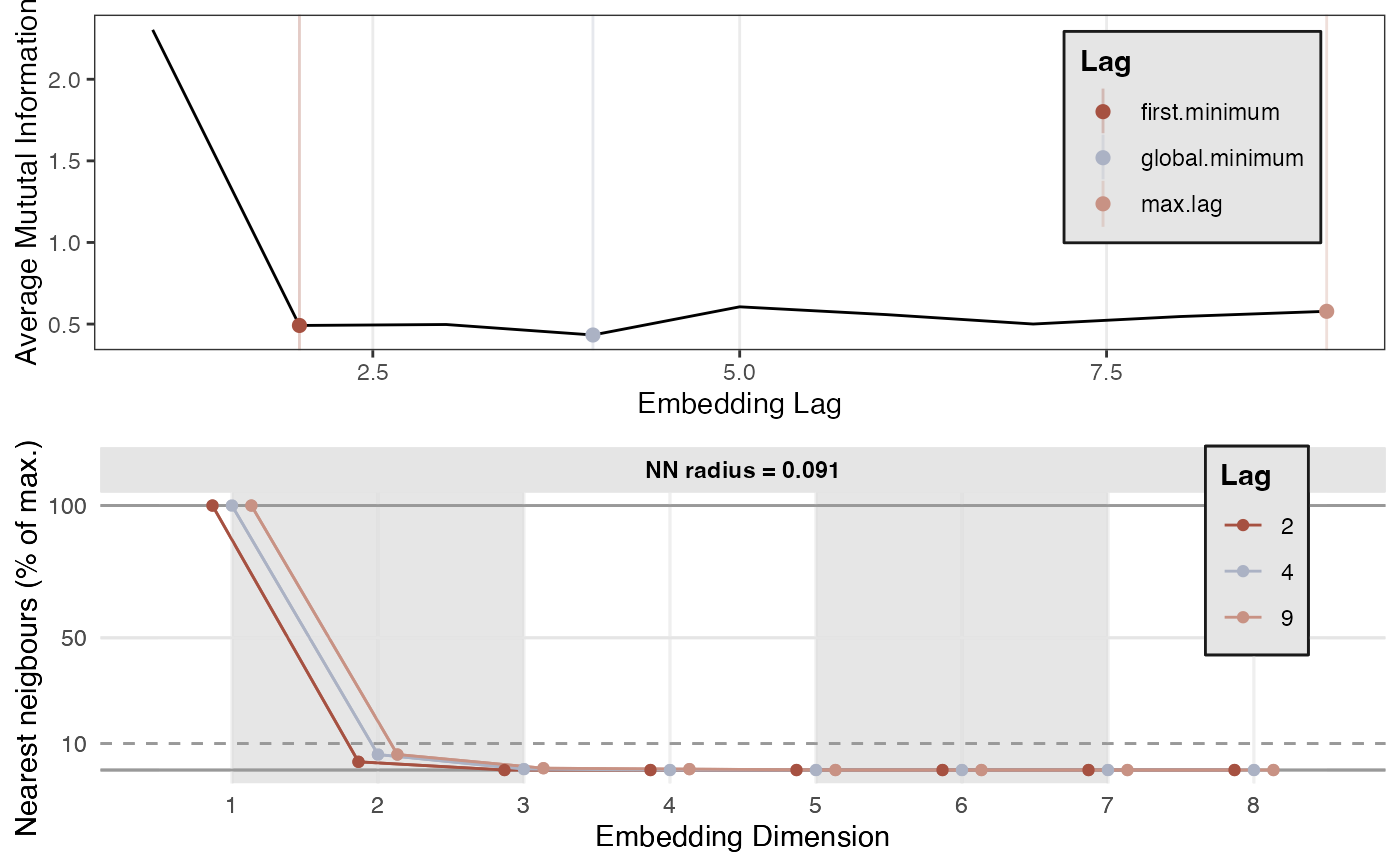 Average Mututal Information
2.0
1.5
1.0
0.5
Lag
first.minimum
global.minimum
max.lag
2.5
5.0
7.5
Embedding Lag
NN radius = 0.091
Nearest neigbours (% of max.)
100
50
10
Lag
2
4
9
1
2
3
4
5
6
7
8
Embedding Dimension